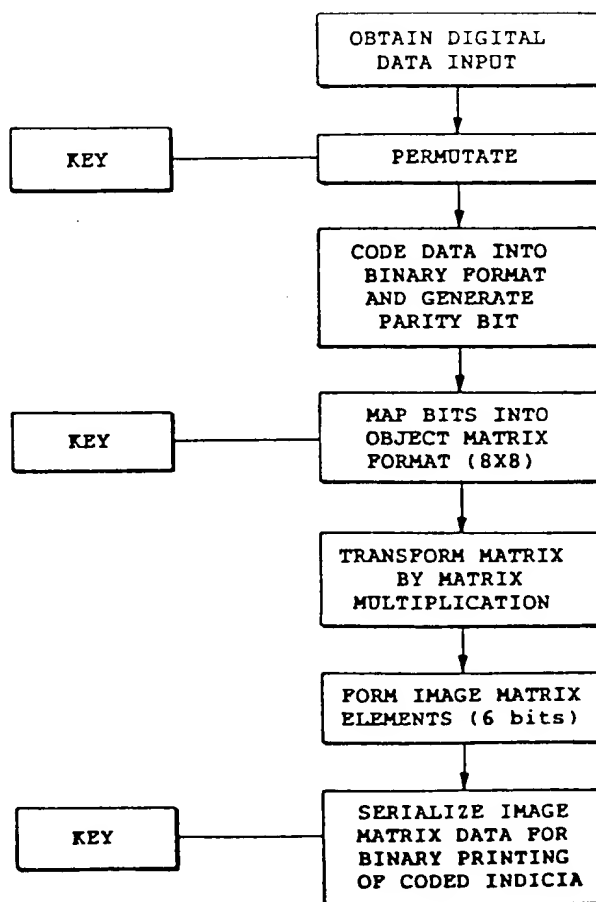 OBTAIN DIGITAL
DATA INPUT
KEY
PERMUTATE
CODE DATA INTO
BINARY FORMAT
AND GENERATE
PARITY BIT
KEY
MAP BITS INTO
OBJECT MATRIX
FORMAT (8X8)
TRANSFORM MATRIX
BY MATRIX
MULTIPLICATION
FORM IMAGE MATRIX
ELEMENTS (6 bits)
KEY
SERIALIZE IMAGE
MATRIX DATA FOR
BINARY PRINTING
OF CODED INDICIA